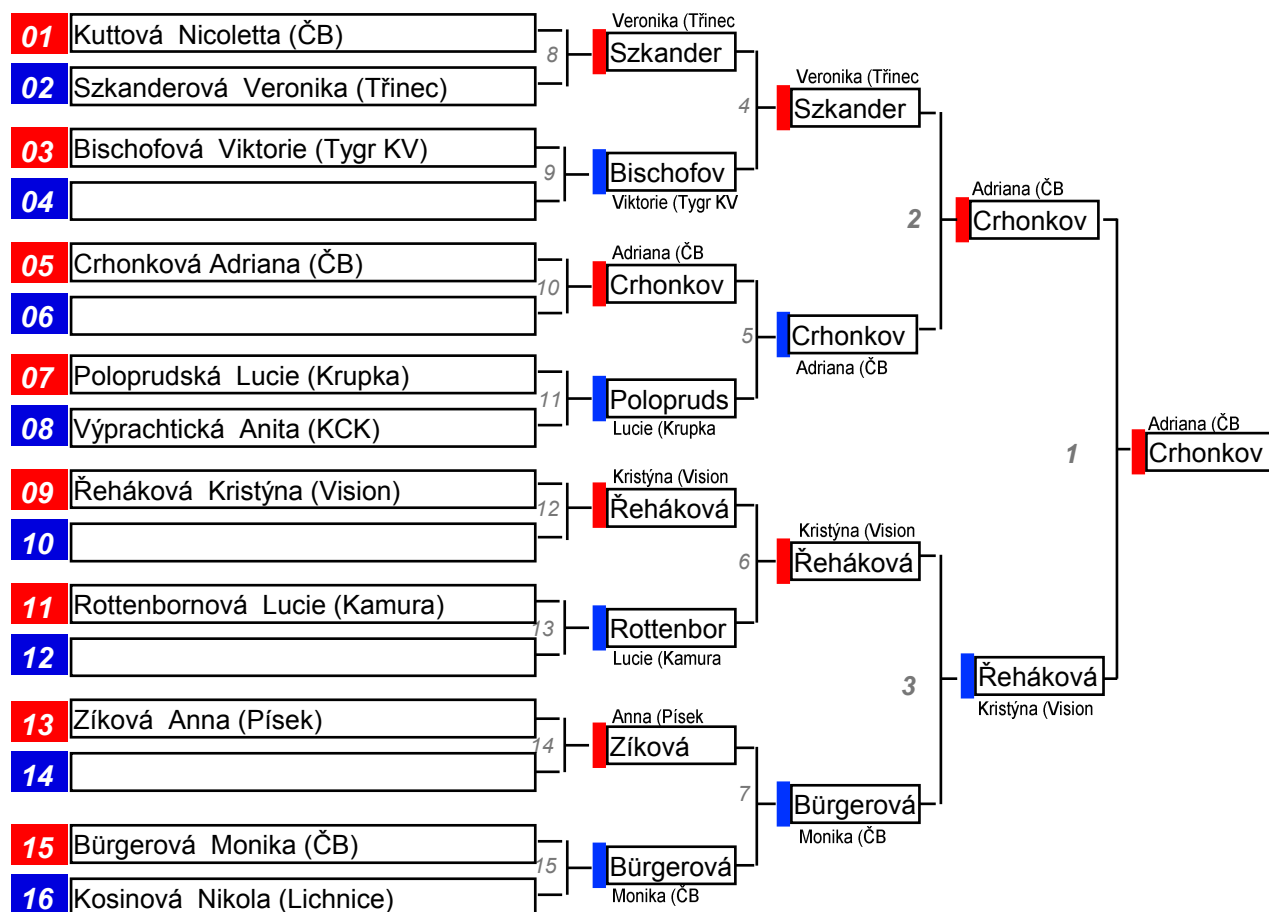 01 Kuttová Nicoletta (ČB)
02 Szkanderová Veronika (Třinec)
03 Bischofová Viktorie (Tygr KV)
04
05 Crhonková Adriana (ČB)
06
07 Poloprudská Lucie (Krupka)
08 Výprachtická Anita (KCK)
09 Řeháková Kristýna (Vision)
10
11 Rottenbornová Lucie (Kamura)
12
13 Zíková Anna (Písek)
14
15 Bürgerová Monika (ČB)
16 Kosinová Nikola (Lichnice)
8
9
10
11
12
13
14
15
Veronika (Třinec
Szkander
Bischofov
Viktorie (Tygr KV
Adriana (ČB
Crhonkov
Polopruds
Lucie (Krupka
Kristýna (Vision
Řeháková
Rottenbor
Lucie (Kamura
Anna (Písek
Zíková
Bürgerová
Monika (ČB
4
5
6
7
Veronika (Třinec
Szkander
Crhonkov
Adriana (ČB
Kristýna (Vision
Řeháková
Bürgerová
Monika (ČB
2
3
Adriana (ČB
Crhonkov
Řeháková
Kristýna (Vision
1
Adriana (ČB
Crhonkov